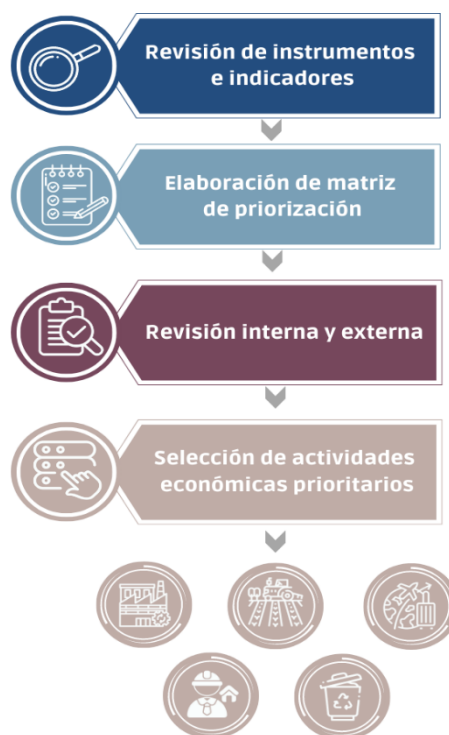 Revisión de instrumentos
e indicadores
Elaboración de matriz
de priorización
Revisión interna y externa
Selección de actividades
económicas prioritarios